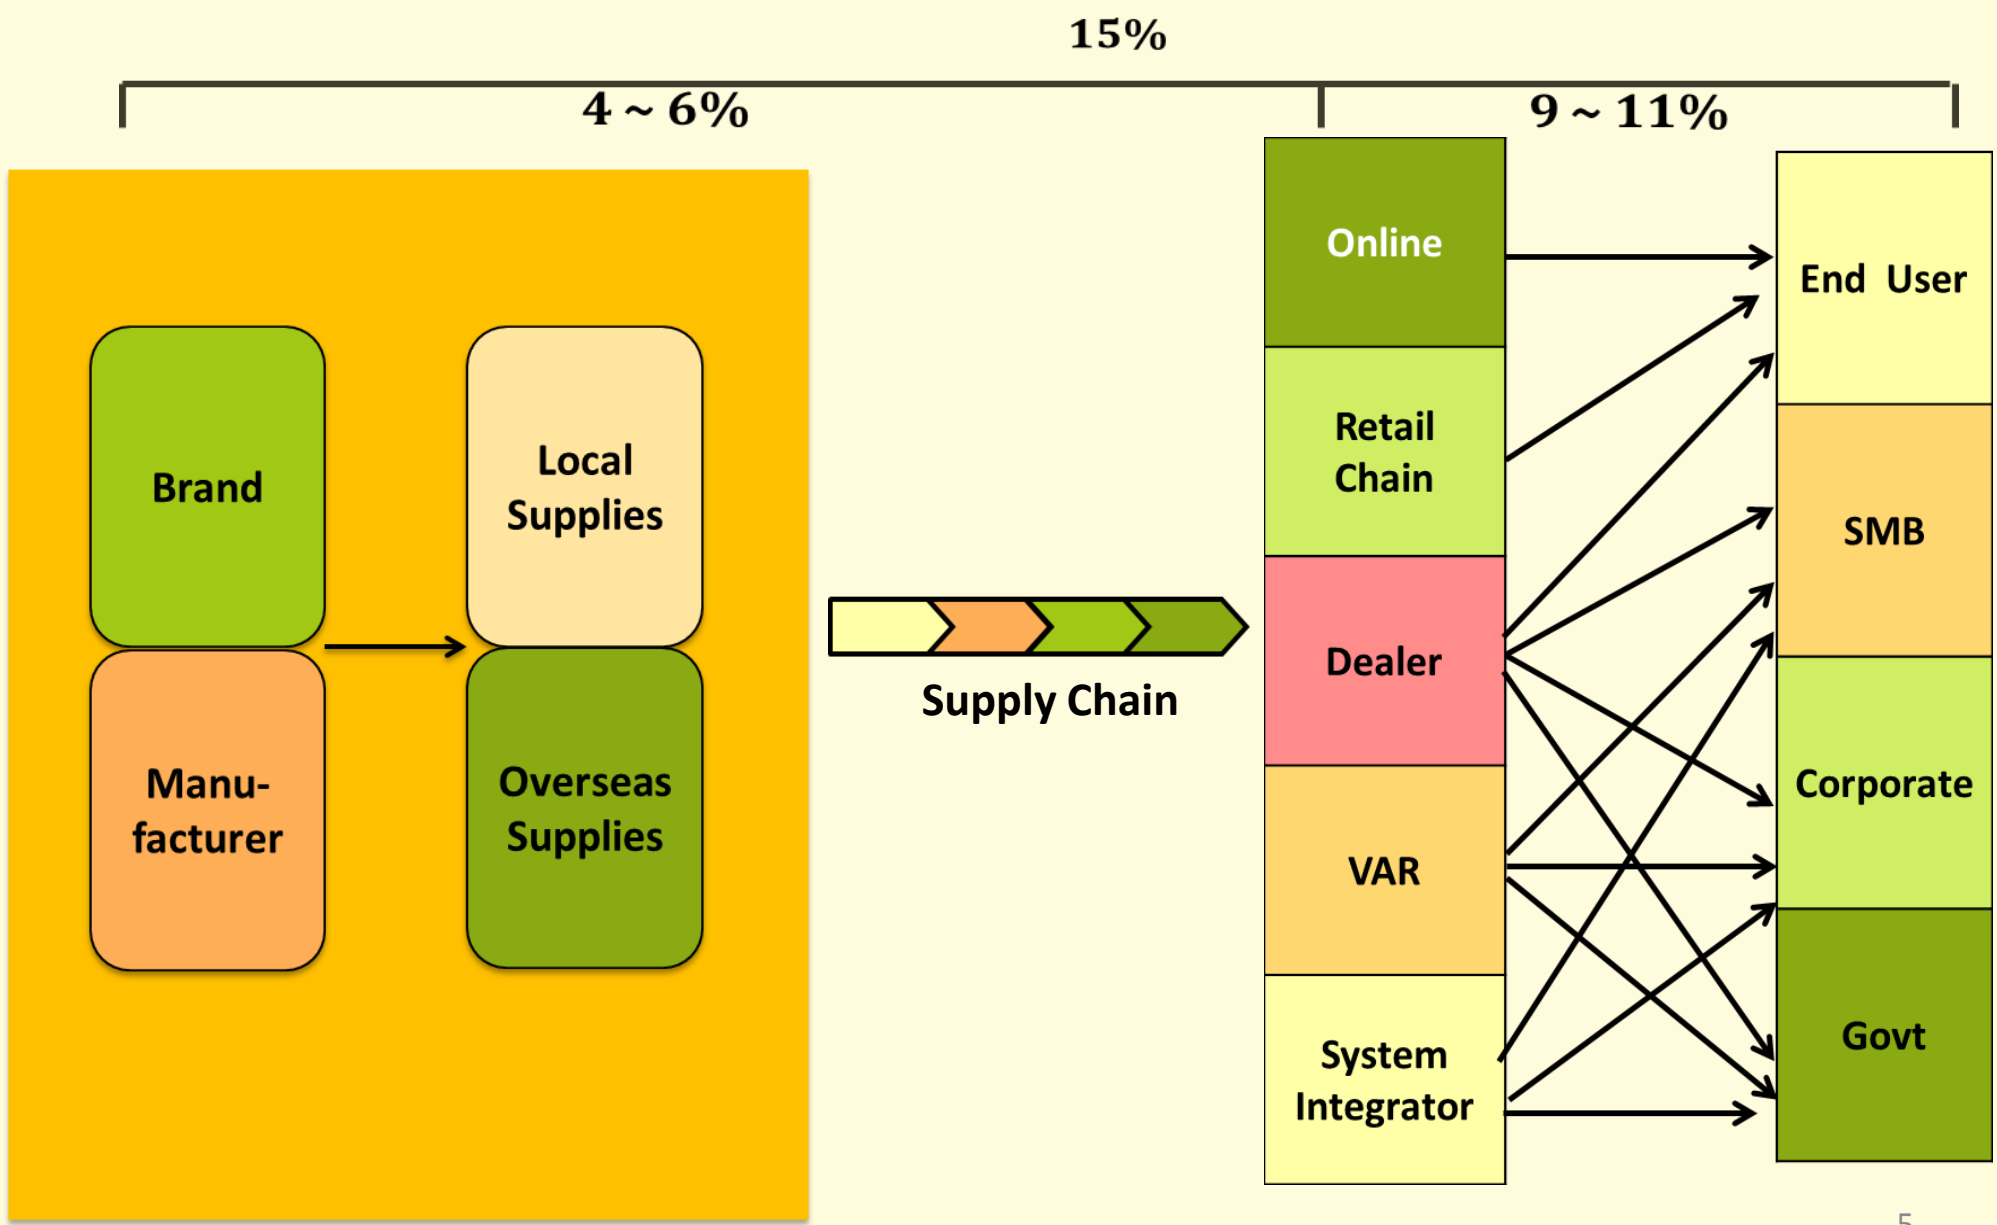 15%
4 ~ 6%
9 ~ 11%
Brand
Manu-
facturer
Local
Supplies
Overseas
Supplies
Supply Chain
Online
Retail
Chain
Dealer
VAR
System
Integrator
End User
SMB
Corporate
Govt
5